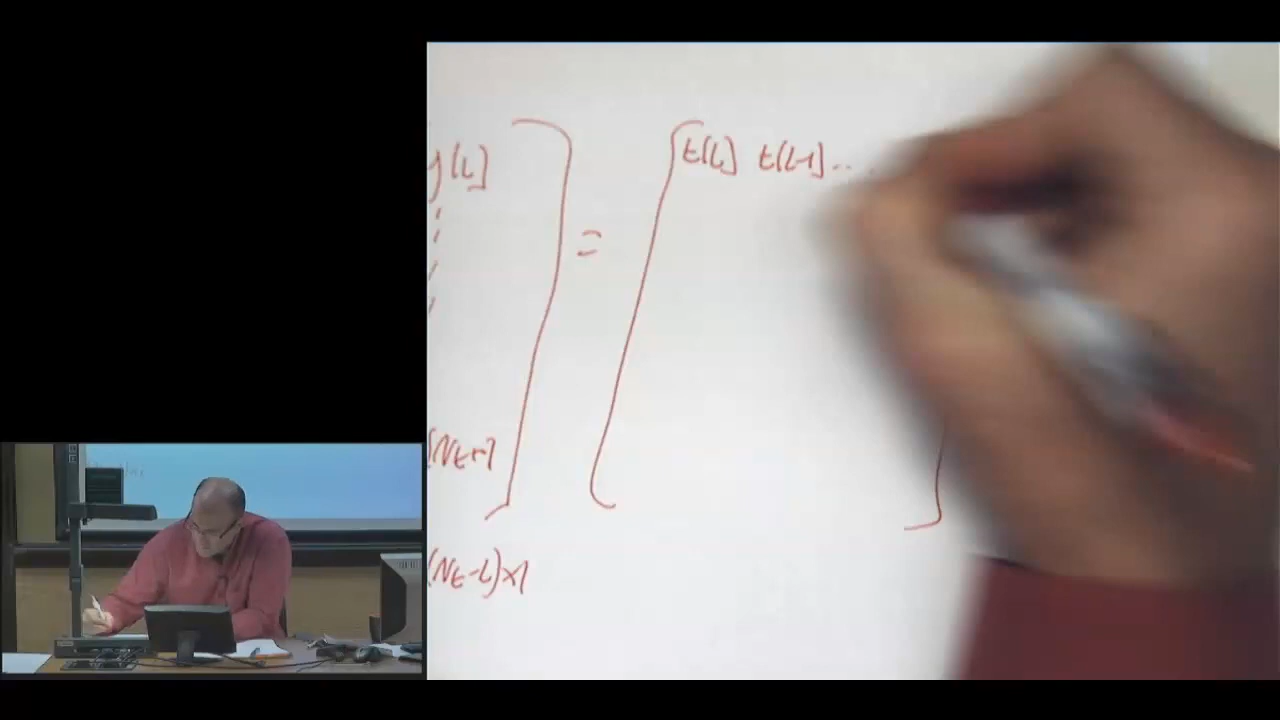 y[L] = t[L] t[L-1] ...
[Nt-1]
(Nt-L)×1